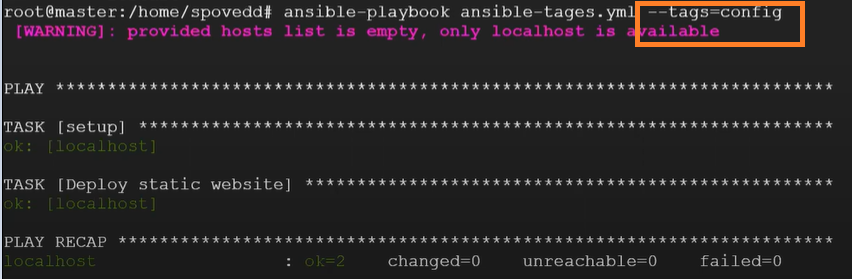 root@master:/home/spovedd# ansible-playbook ansible-tages.yml --tags=config
[WARNING]: provided hosts list is empty, only localhost is available
PLAY ***************************************************************************
TASK [setup] *******************************************************************
ok: [localhost]
TASK [Deploy static website] ***************************************************
ok: [localhost]
PLAY RECAP *********************************************************************
localhost : ok=2 changed=0 unreachable=0 failed=0